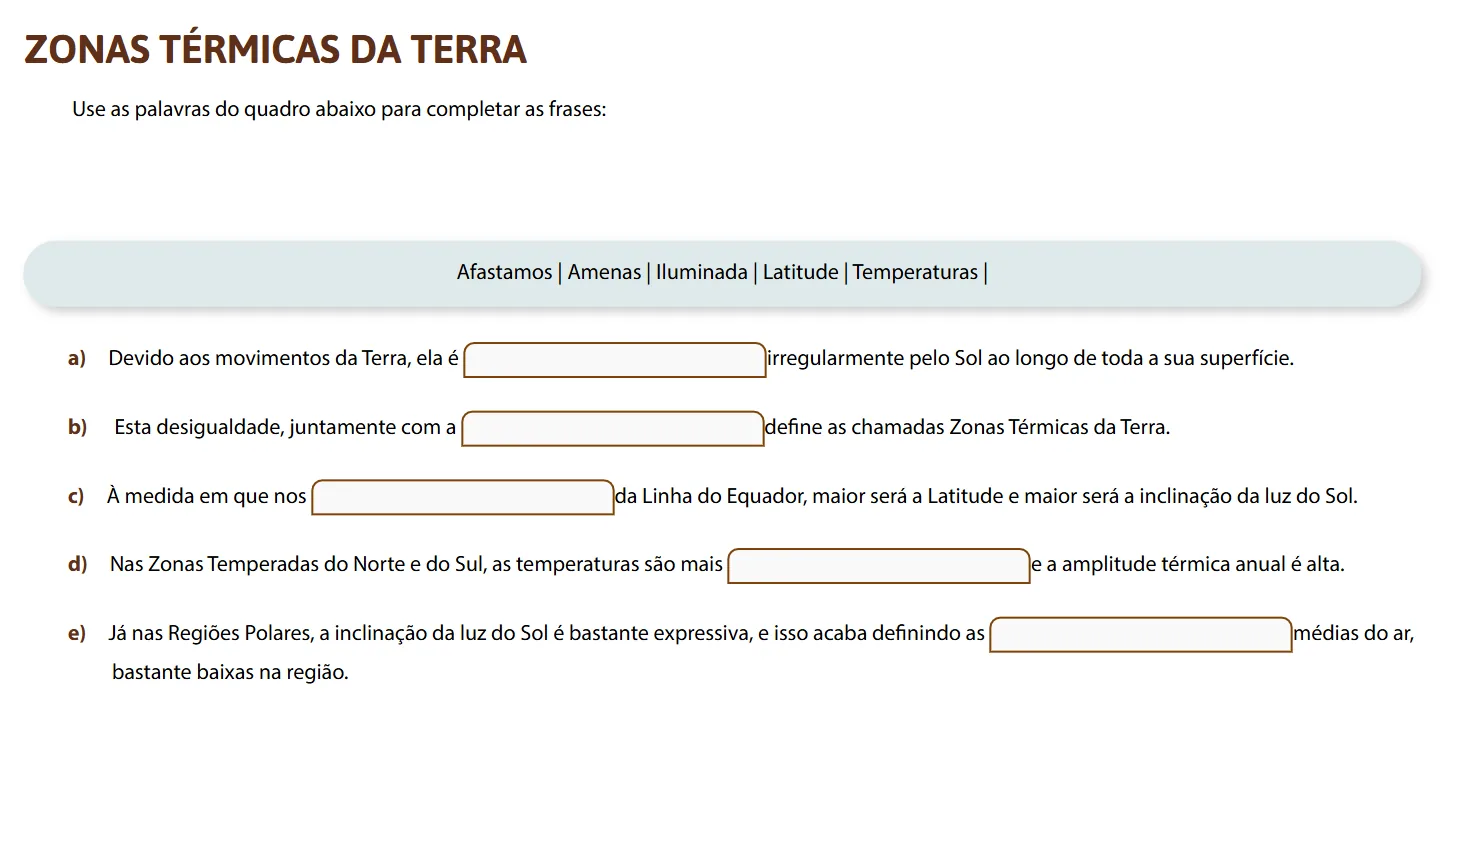 ZONAS TÉRMICAS DA TERRA
Use as palavras do quadro abaixo para completar as frases:
Afastamos | Amenas | Iluminada | Latitude | Temperaturas |
a) Devido aos movimentos da Terra, ela é irregularmente pelo Sol ao longo de toda a sua superfície.
b) Esta desigualdade, juntamente com a define as chamadas Zonas Térmicas da Terra.
c) À medida em que nos da Linha do Equador, maior será a Latitude e maior será a inclinação da luz do Sol.
d) Nas Zonas Temperadas do Norte e do Sul, as temperaturas são mais e a amplitude térmica anual é alta.
e) Já nas Regiões Polares, a inclinação da luz do Sol é bastante expressiva, e isso acaba definindo as médias do ar,
bastante baixas na região.